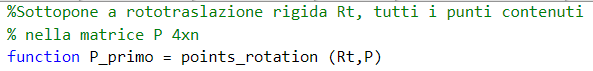 %Sottopone a rototraslazione rigida Rt, tutti i punti contenuti
% nella matrice P 4xn
function P_primo = points_rotation (Rt,P)